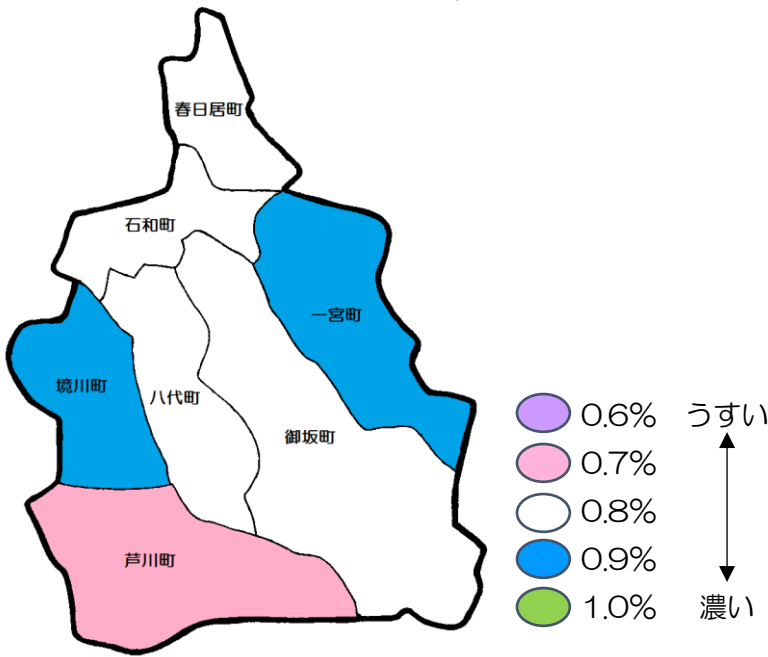 春日居町
石和町
一宮町
境川町
八代町
御坂町
芦川町
0.6% うすい
0.7%
0.8%
0.9%
1.0% 濃い